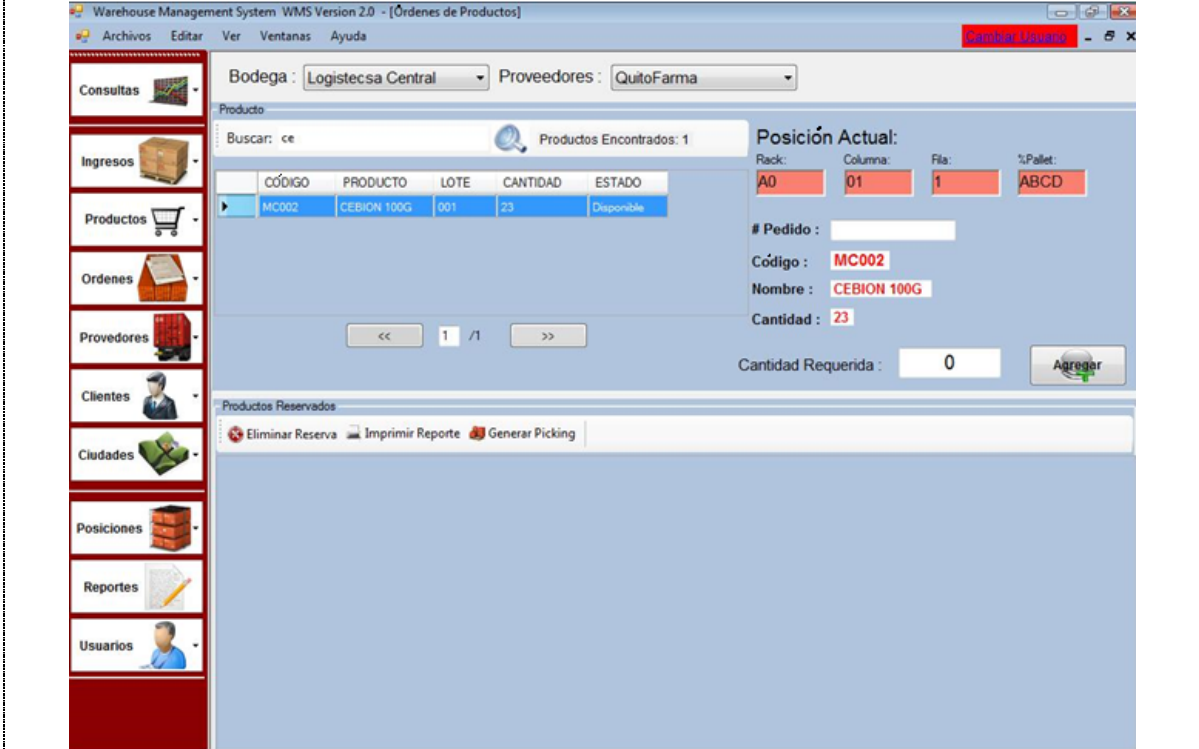 Warehouse Management System WMS Version 2.0 - [Órdenes de Productos]
Archivos Editar Ver Ventanas Ayuda
Cambiar Usuario
Consultas
Ingresos
Productos
Ordenes
Provedores
Clientes
Ciudades
Posiciones
Reportes
Usuarios
Bodega : Logistecsa Central Proveedores : QuitoFarma
Producto
Buscar: ce Productos Encontrados: 1
CÓDIGO PRODUCTO LOTE CANTIDAD ESTADO
MC002 CEBION 100G 001 23 Disponible
<< 1 /1 >>
Posición Actual:
Rack: Columna: Fila: %Pallet:
A0 01 1 ABCD
# Pedido :
Código : MC002
Nombre : CEBION 100G
Cantidad : 23
Cantidad Requerida : 0 Agregar
Productos Reservados
Eliminar Reserva Imprimir Reporte Generar Picking